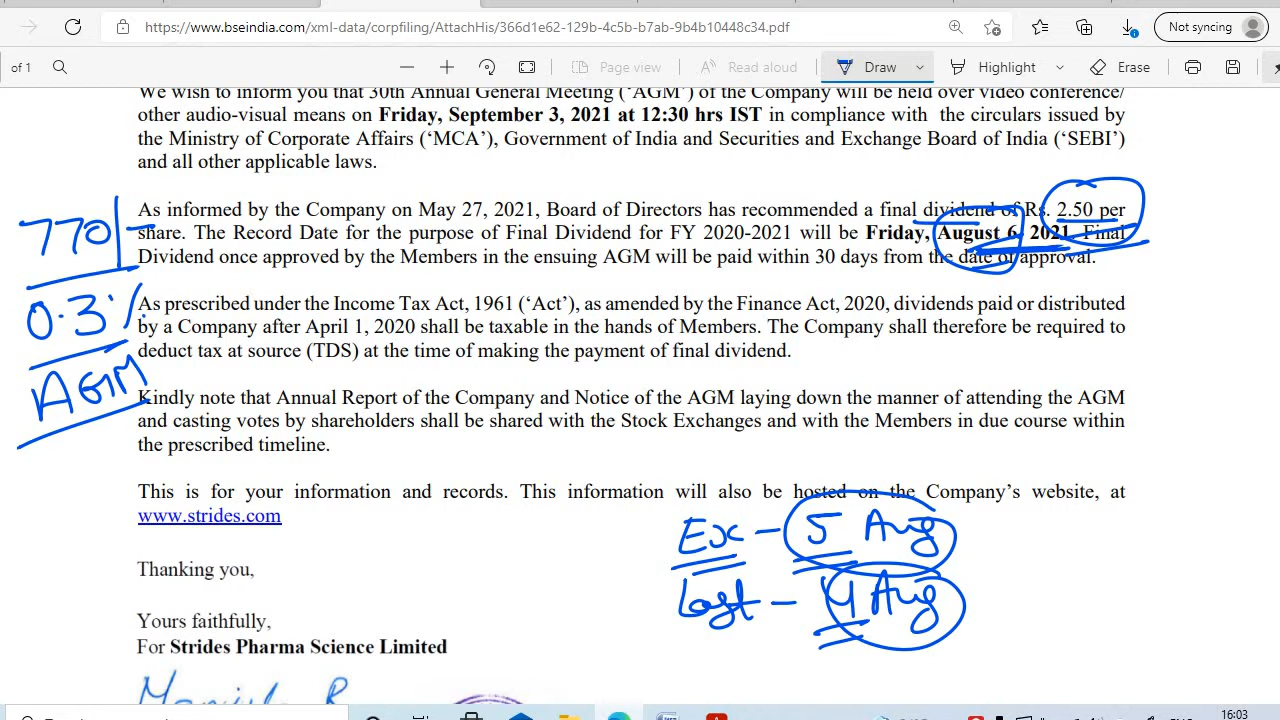 https://www.bseindia.com/xml-data/corpfiling/AttachHis/366d1e62-129b-4c5b-b7ab-9b4b10448c34.pdf
Not syncing
of 1
Page view
Read aloud
Draw
Highlight
Erase
We wish to inform you that 30th Annual General Meeting (‘AGM’) of the Company will be held over video conference/
other audio-visual means on Friday, September 3, 2021 at 12:30 hrs IST in compliance with the circulars issued by
the Ministry of Corporate Affairs (‘MCA’), Government of India and Securities and Exchange Board of India (‘SEBI’)
and all other applicable laws.
As informed by the Company on May 27, 2021, Board of Directors has recommended a final dividend of Rs. 2.50 per
share. The Record Date for the purpose of Final Dividend for FY 2020-2021 will be Friday, August 6, 2021. Final
Dividend once approved by the Members in the ensuing AGM will be paid within 30 days from the date of approval.
770/-
0.3%
AGM
As prescribed under the Income Tax Act, 1961 (‘Act’), as amended by the Finance Act, 2020, dividends paid or distributed
by a Company after April 1, 2020 shall be taxable in the hands of Members. The Company shall therefore be required to
deduct tax at source (TDS) at the time of making the payment of final dividend.
Kindly note that Annual Report of the Company and Notice of the AGM laying down the manner of attending the AGM
and casting votes by shareholders shall be shared with the Stock Exchanges and with the Members in due course within
the prescribed timeline.
This is for your information and records. This information will also be hosted on the Company’s website, at
www.strides.com
Ex - 5 Aug
Last - 4 Aug
Thanking you,
Yours faithfully,
For Strides Pharma Science Limited
16:03